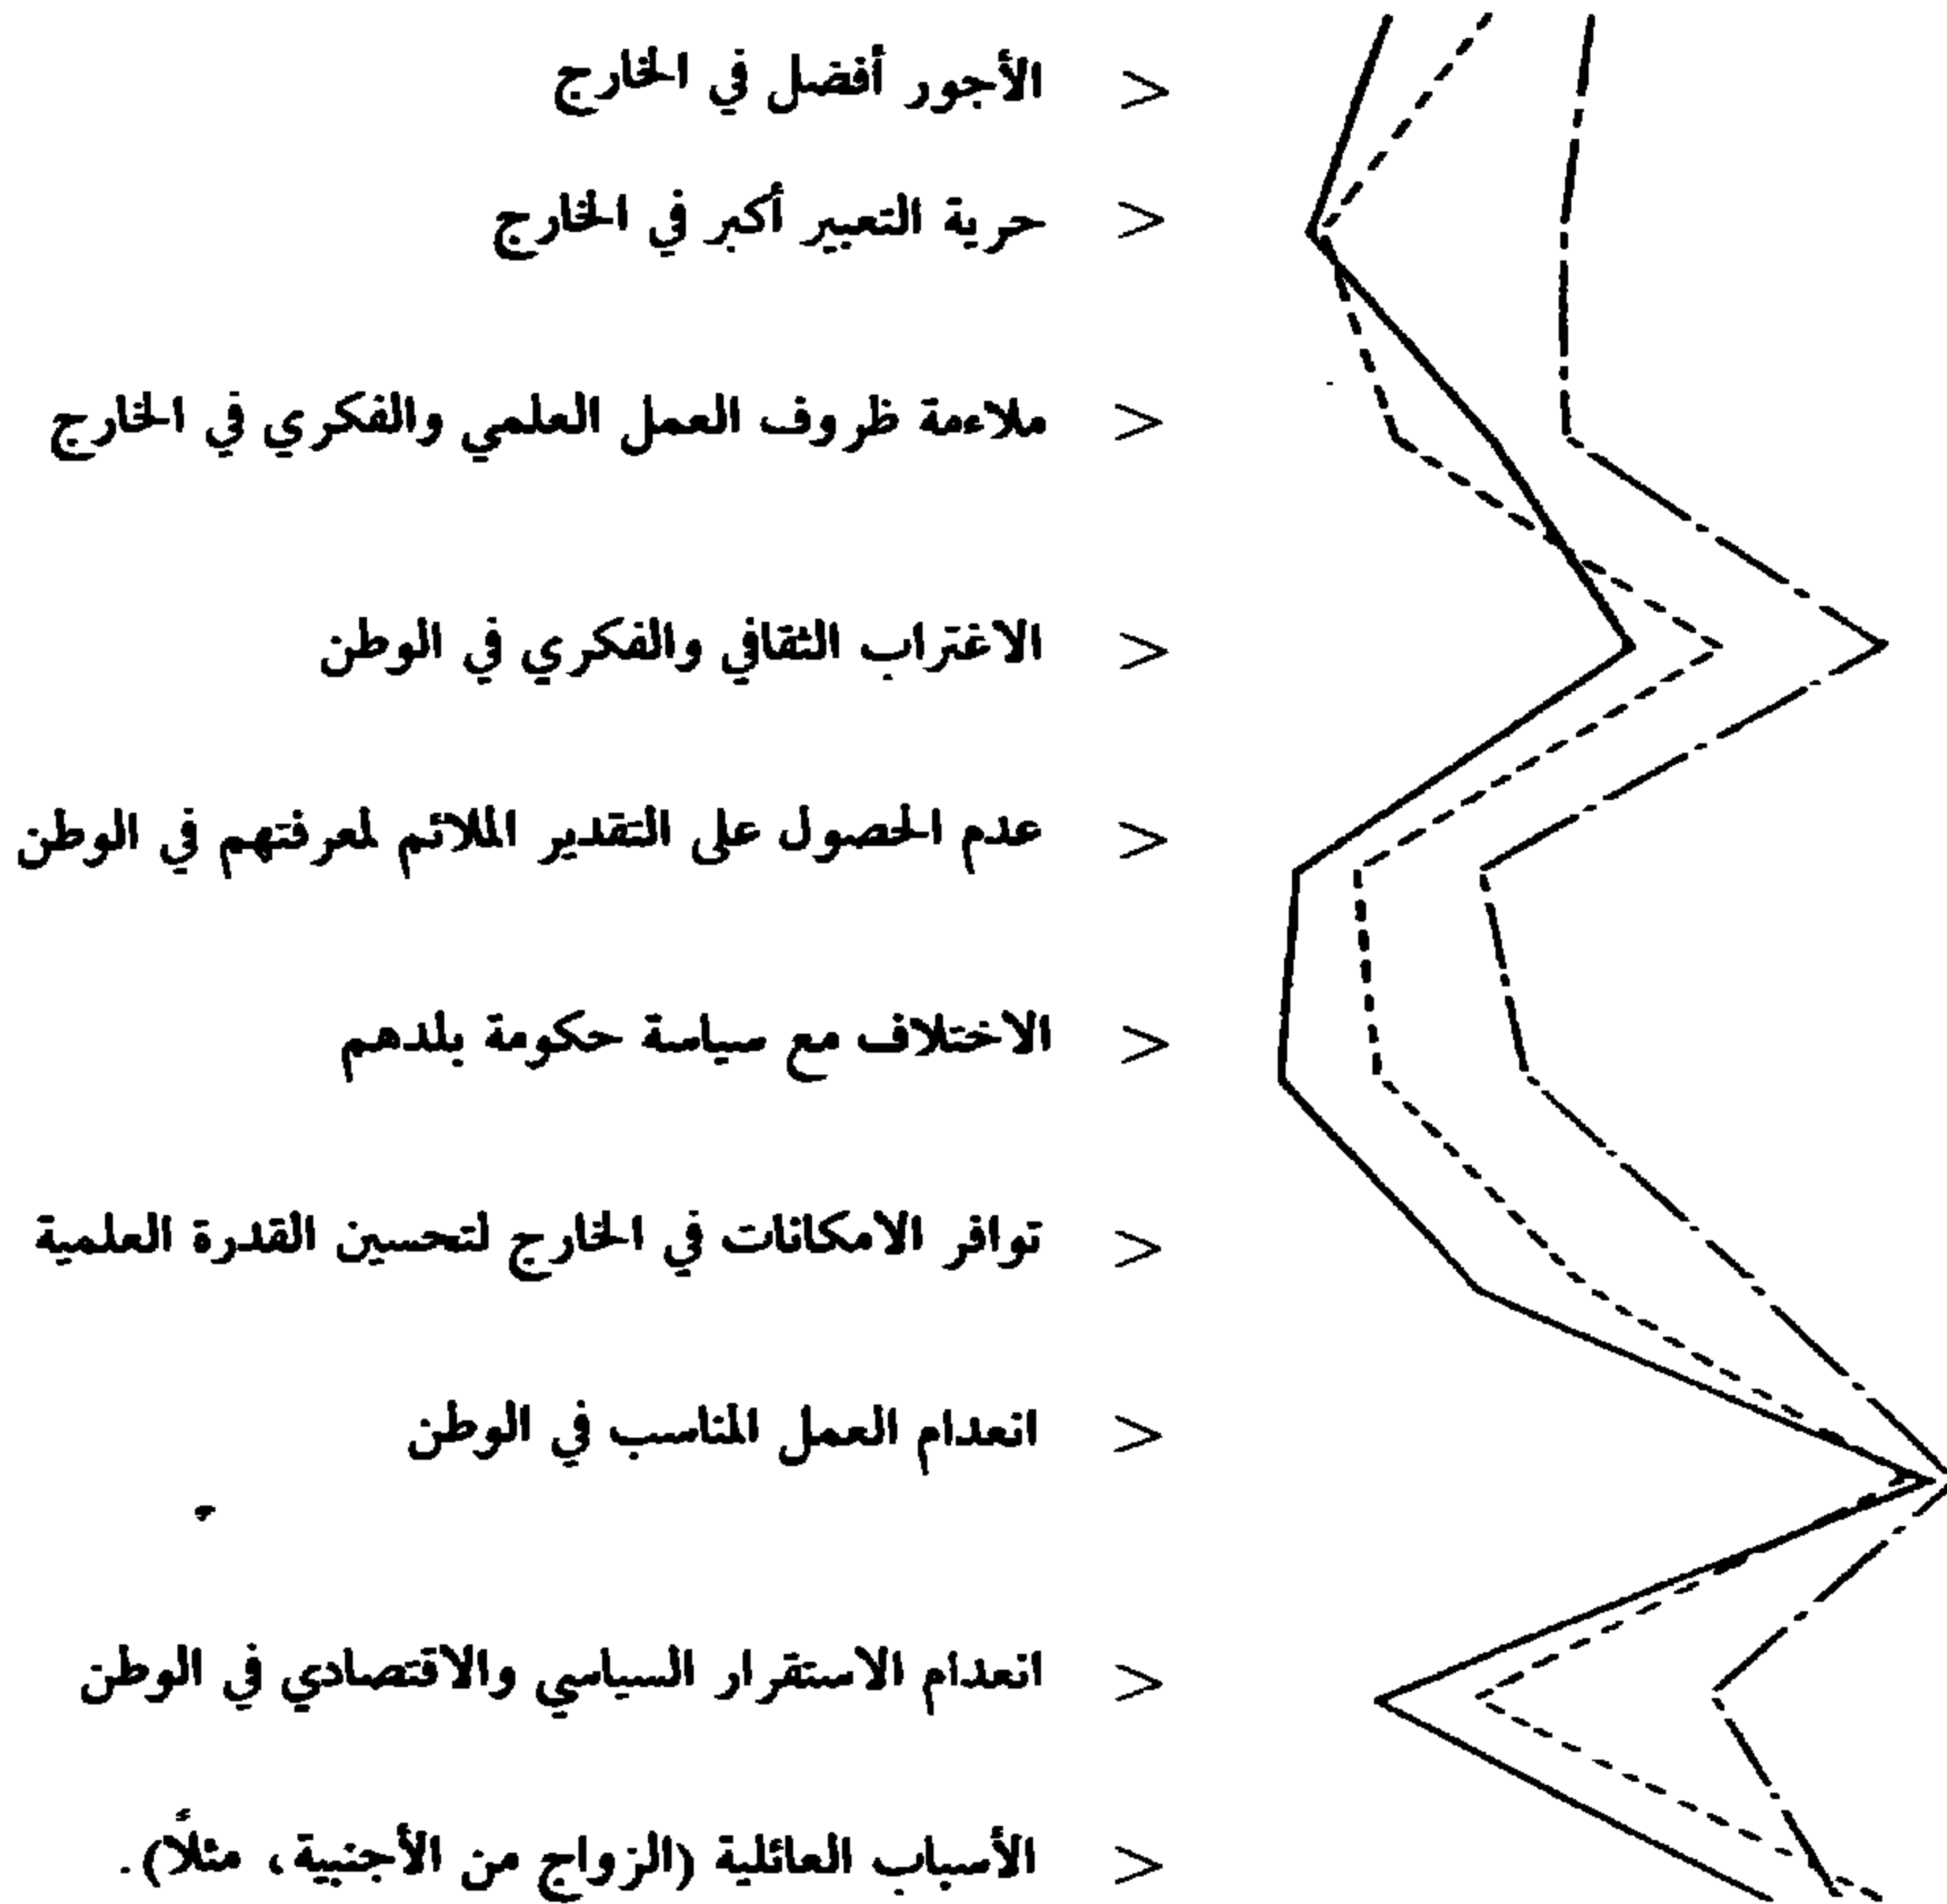 > الأجور أفضل في الخارج
> حرية التعبير أكبر في الخارج
> ملاءمة ظروف العمل العلمي والفكري في الخارج
> الاغتراب الثقافي والفكري في الوطن
> عدم الحصول على التقدير الملائم لمعرفتهم في الوطن
> الاختلاف مع سياسة حكومة بلدهم
> توافر الامكانات في الخارج لتحسين القدرة العلمية
> انعدام العمل المناسب في الوطن
> انعدام الاستقرار السياسي والاقتصادي في الوطن
> الأسباب العائلية (الزواج من الأجنبية، مثلاً).